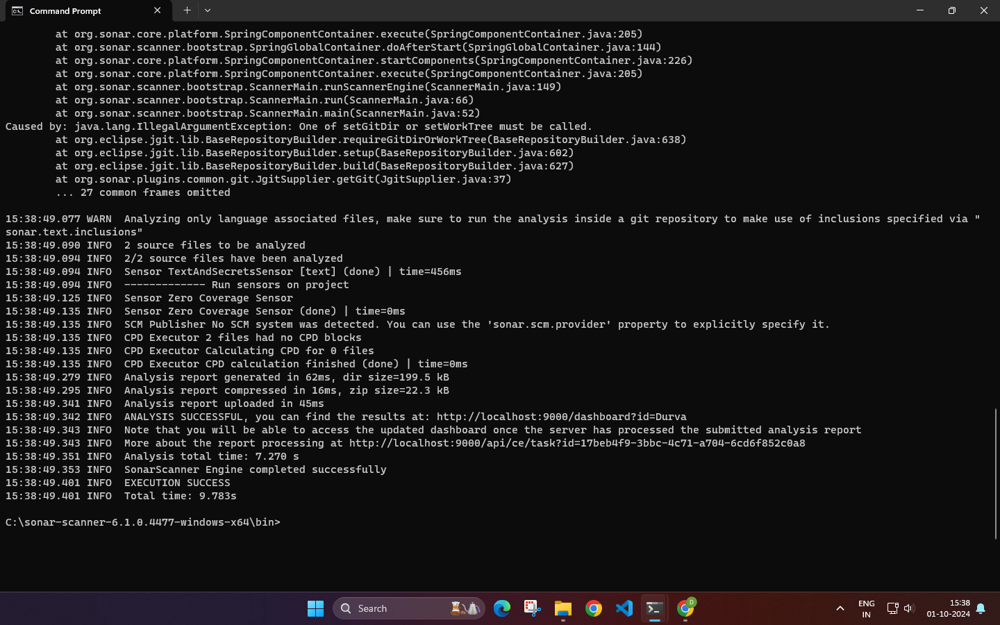 Command Prompt
at org.sonar.core.platform.SpringComponentContainer.execute(SpringComponentContainer.java:205)
at org.sonar.scanner.bootstrap.SpringGlobalContainer.doAfterStart(SpringGlobalContainer.java:144)
at org.sonar.core.platform.SpringComponentContainer.startComponents(SpringComponentContainer.java:226)
at org.sonar.core.platform.SpringComponentContainer.execute(SpringComponentContainer.java:205)
at org.sonar.scanner.bootstrap.ScannerMain.runScannerEngine(ScannerMain.java:149)
at org.sonar.scanner.bootstrap.ScannerMain.run(ScannerMain.java:66)
at org.sonar.scanner.bootstrap.ScannerMain.main(ScannerMain.java:52)
Caused by: java.lang.IllegalArgumentException: One of setGitDir or setWorkTree must be called.
at org.eclipse.jgit.lib.BaseRepositoryBuilder.requireGitDirOrWorkTree(BaseRepositoryBuilder.java:638)
at org.eclipse.jgit.lib.BaseRepositoryBuilder.setup(BaseRepositoryBuilder.java:602)
at org.eclipse.jgit.lib.BaseRepositoryBuilder.build(BaseRepositoryBuilder.java:627)
at org.sonar.plugins.common.git.JgitSupplier.getGit(JgitSupplier.java:37)
... 27 common frames omitted
15:38:49.077 WARN  Analyzing only language associated files, make sure to run the analysis inside a git repository to make use of inclusions specified via "
sonar.text.inclusions"
15:38:49.090 INFO  2 source files to be analyzed
15:38:49.094 INFO  2/2 source files have been analyzed
15:38:49.094 INFO  Sensor TextAndSecretsSensor [text] (done) | time=456ms
15:38:49.094 INFO  ------------- Run sensors on project
15:38:49.125 INFO  Sensor Zero Coverage Sensor
15:38:49.135 INFO  Sensor Zero Coverage Sensor (done) | time=0ms
15:38:49.135 INFO  SCM Publisher No SCM system was detected. You can use the 'sonar.scm.provider' property to explicitly specify it.
15:38:49.135 INFO  CPD Executor 2 files had no CPD blocks
15:38:49.135 INFO  CPD Executor Calculating CPD for 0 files
15:38:49.135 INFO  CPD Executor CPD calculation finished (done) | time=0ms
15:38:49.279 INFO  Analysis report generated in 62ms, dir size=199.5 kB
15:38:49.295 INFO  Analysis report compressed in 16ms, zip size=22.3 kB
15:38:49.341 INFO  Analysis report uploaded in 45ms
15:38:49.342 INFO  ANALYSIS SUCCESSFUL, you can find the results at: http://localhost:9000/dashboard?id=Durva
15:38:49.343 INFO  Note that you will be able to access the updated dashboard once the server has processed the submitted analysis report
15:38:49.343 INFO  More about the report processing at http://localhost:9000/api/ce/task?id=17beb4f9-3bbc-4c71-a704-6cd6f852c0a8
15:38:49.351 INFO  Analysis total time: 7.270 s
15:38:49.353 INFO  SonarScanner Engine completed successfully
15:38:49.401 INFO  EXECUTION SUCCESS
15:38:49.401 INFO  Total time: 9.783s
C:\sonar-scanner-6.1.0.4477-windows-x64\bin>
Search
D
ENG
IN
15:38
01-10-2024